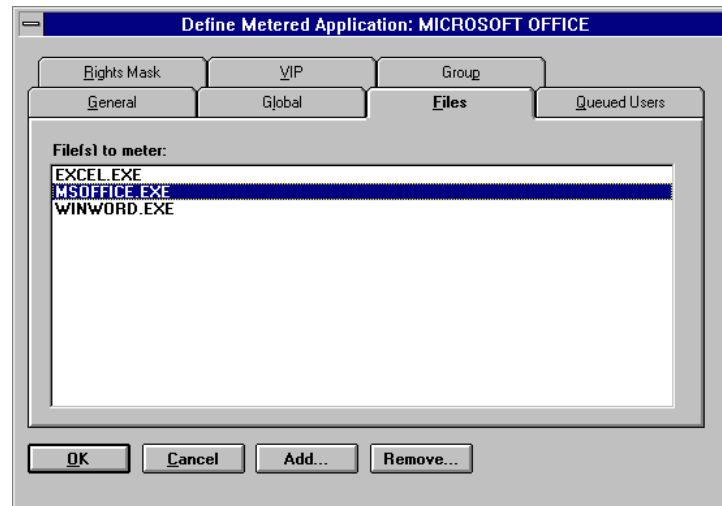 Define Metered Application: MICROSOFT OFFICE
Rights Mask VIP Group
General Global Files Queued Users
File(s) to meter:
EXCEL.EXE
MSOFFICE.EXE
WINWORD.EXE
OK Cancel Add... Remove...